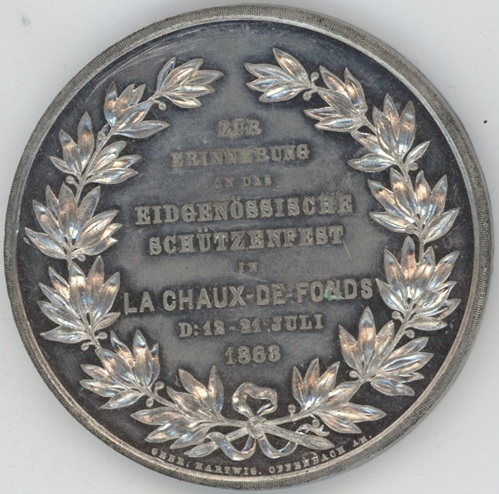 ZUR
ERINNERUNG
AN DAS
EIDGENÖSSISCHE
SCHÜTZENFEST
IN
LA CHAUX-DE-FONDS
D: 12-21 JULI
1863
GEBR: HARTWIG. OFFENBACH A/M.